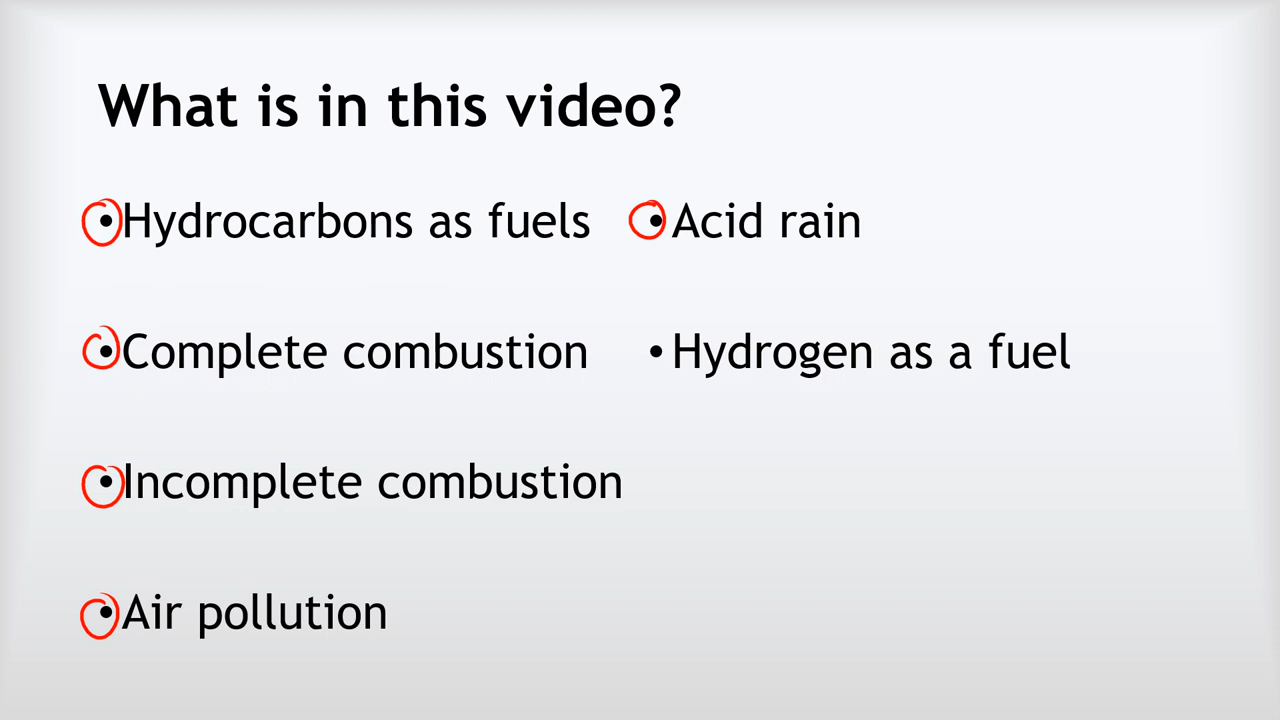 What is in this video?
• Hydrocarbons as fuels
• Complete combustion
• Incomplete combustion
• Air pollution
• Acid rain
• Hydrogen as a fuel